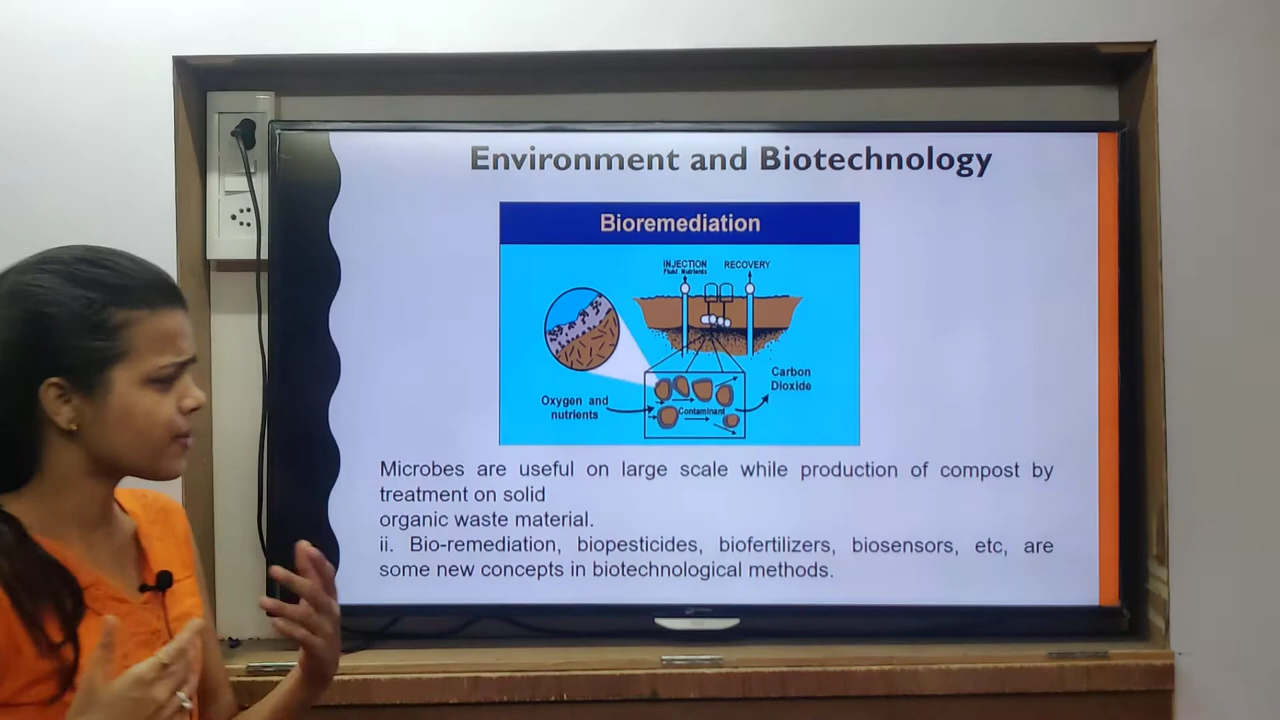 Environment and Biotechnology
Bioremediation
INJECTION
Fluid Nutrients
RECOVERY
Carbon
Dioxide
Oxygen and
nutrients
Contaminant
Microbes are useful on large scale while production of compost by
treatment on solid
organic waste material.
ii. Bio-remediation, biopesticides, biofertilizers, biosensors, etc, are
some new concepts in biotechnological methods.